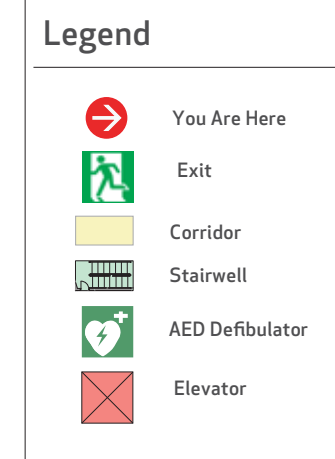 Legend
You Are Here
Exit
Corridor
Stairwell
AED Defibulator
Elevator